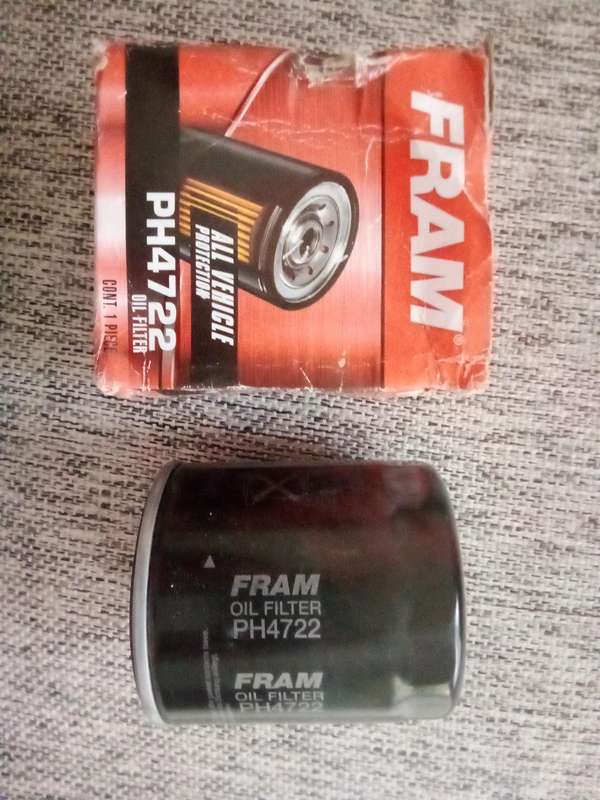 FRAM®
ALL VEHICLE
PROTECTION
PH4722
OIL FILTER
CONT. 1 PIECE
FRAM
OIL FILTER
PH4722
FRAM
OIL FILTER
PH4722